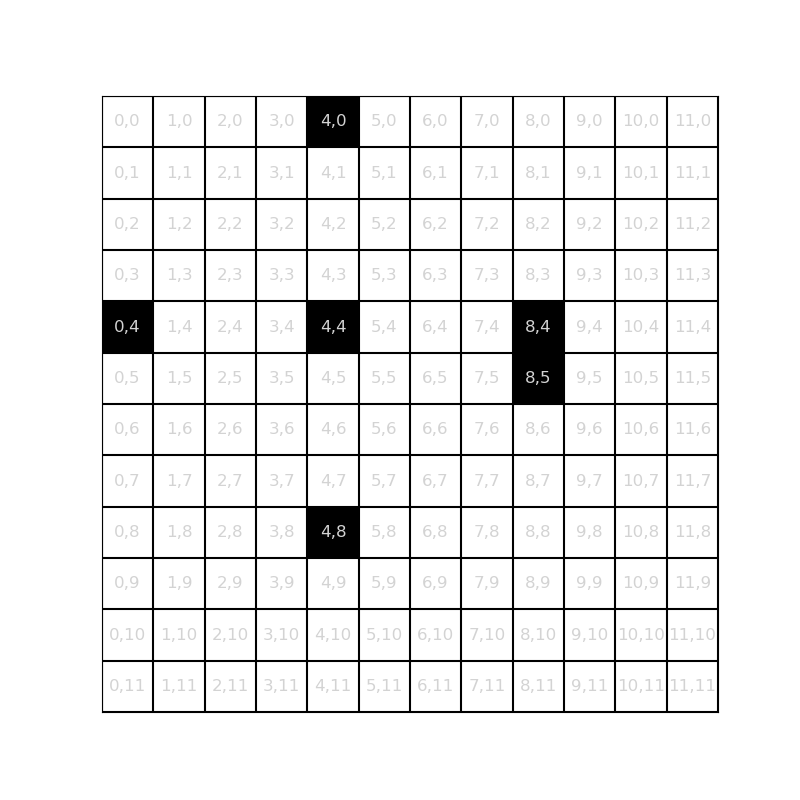 0,0 1,0 2,0 3,0 4,0 5,0 6,0 7,0 8,0 9,0 10,0 11,0
0,1 1,1 2,1 3,1 4,1 5,1 6,1 7,1 8,1 9,1 10,1 11,1
0,2 1,2 2,2 3,2 4,2 5,2 6,2 7,2 8,2 9,2 10,2 11,2
0,3 1,3 2,3 3,3 4,3 5,3 6,3 7,3 8,3 9,3 10,3 11,3
0,4 1,4 2,4 3,4 4,4 5,4 6,4 7,4 8,4 9,4 10,4 11,4
0,5 1,5 2,5 3,5 4,5 5,5 6,5 7,5 8,5 9,5 10,5 11,5
0,6 1,6 2,6 3,6 4,6 5,6 6,6 7,6 8,6 9,6 10,6 11,6
0,7 1,7 2,7 3,7 4,7 5,7 6,7 7,7 8,7 9,7 10,7 11,7
0,8 1,8 2,8 3,8 4,8 5,8 6,8 7,8 8,8 9,8 10,8 11,8
0,9 1,9 2,9 3,9 4,9 5,9 6,9 7,9 8,9 9,9 10,9 11,9
0,10 1,10 2,10 3,10 4,10 5,10 6,10 7,10 8,10 9,10 10,10 11,10
0,11 1,11 2,11 3,11 4,11 5,11 6,11 7,11 8,11 9,11 10,11 11,11